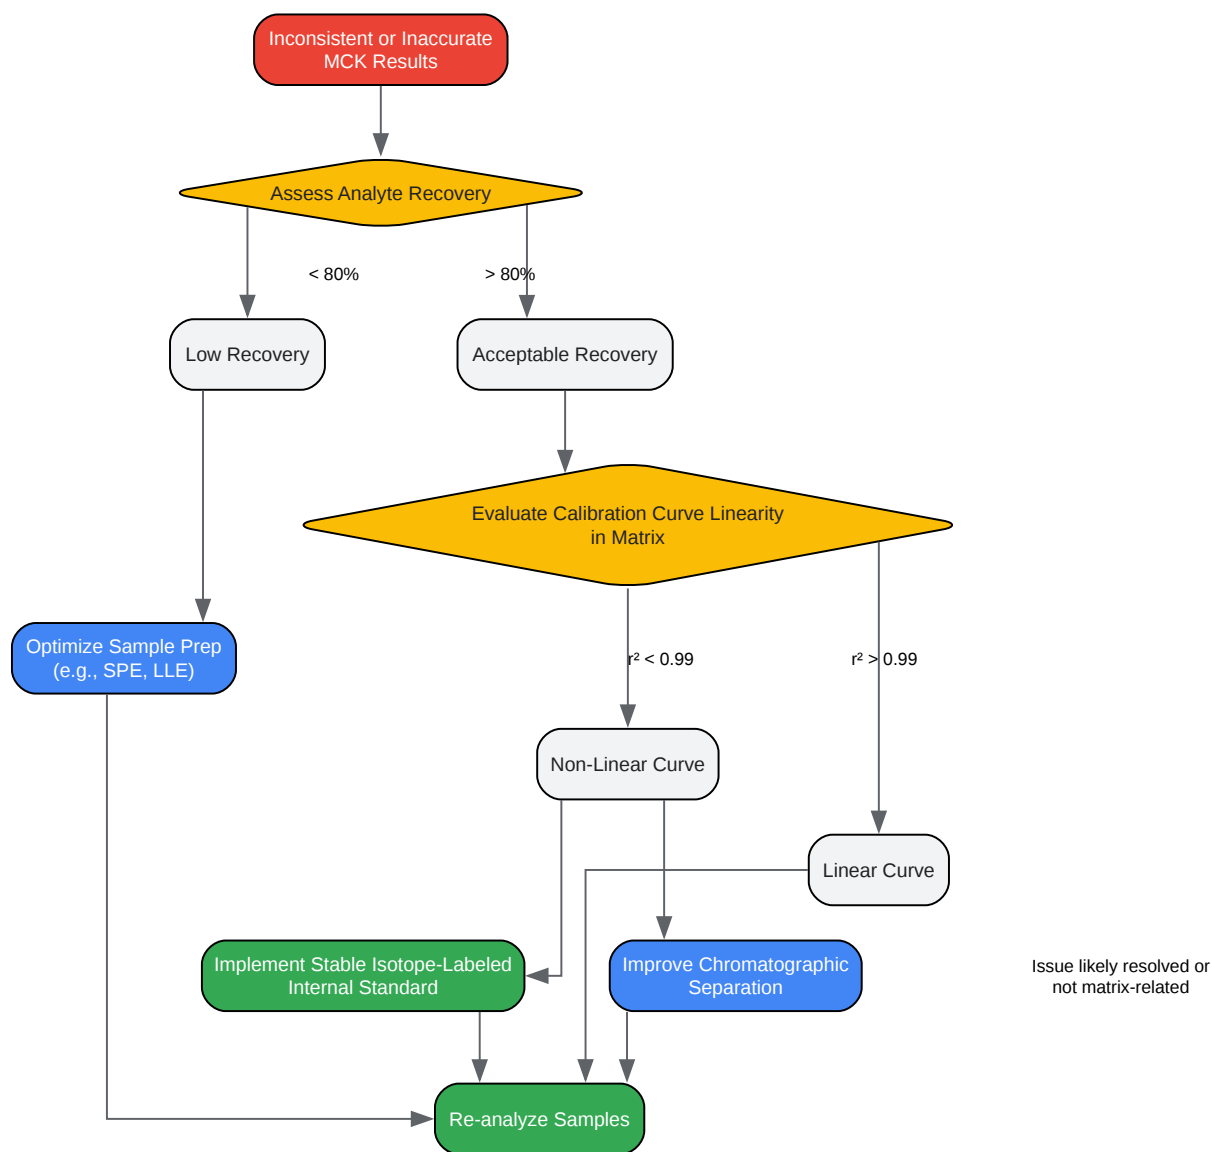 Inconsistent or Inaccurate
MCK Results
Assess Analyte Recovery
< 80%
> 80%
Low Recovery
Acceptable Recovery
Evaluate Calibration Curve Linearity
in Matrix
Optimize Sample Prep
(e.g., SPE, LLE)
r² < 0.99
r² > 0.99
Non-Linear Curve
Linear Curve
Implement Stable Isotope-Labeled
Internal Standard
Improve Chromatographic
Separation
Issue likely resolved or
not matrix-related
Re-analyze Samples